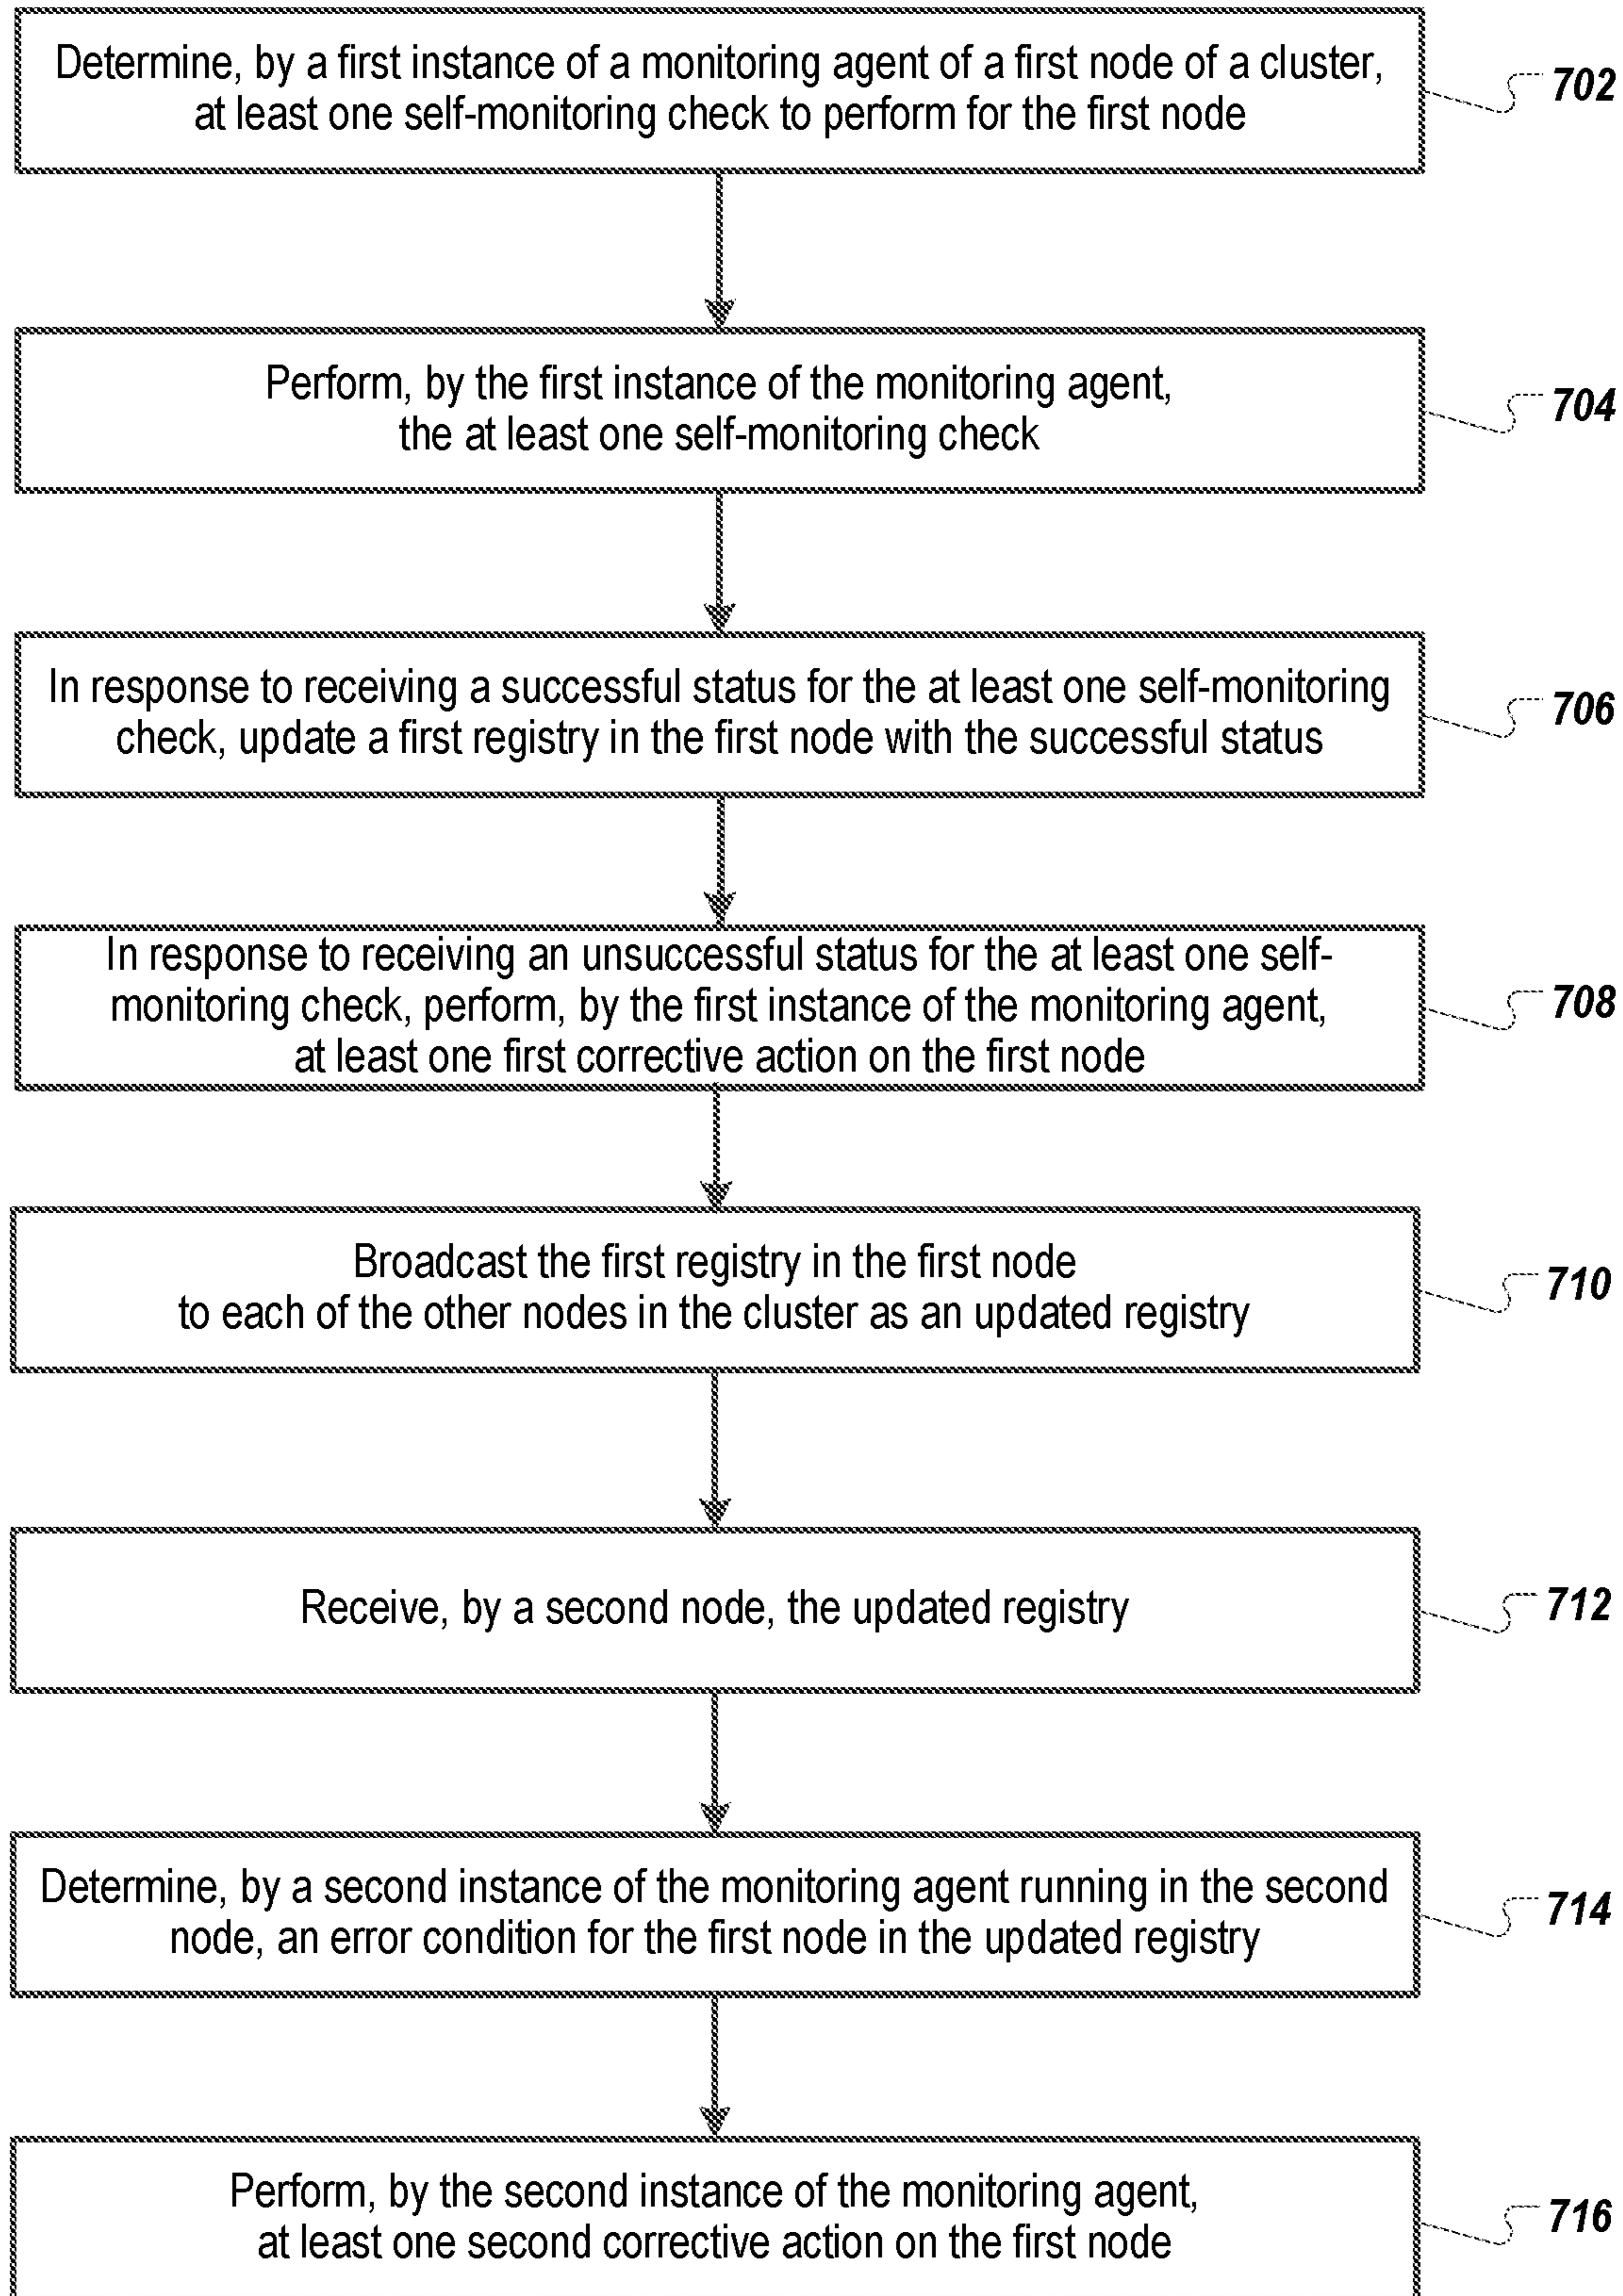 Determine, by a first instance of a monitoring agent of a first node of a cluster,
at least one self-monitoring check to perform for the first node
702
Perform, by the first instance of the monitoring agent,
the at least one self-monitoring check
704
In response to receiving a successful status for the at least one self-monitoring
check, update a first registry in the first node with the successful status
706
In response to receiving an unsuccessful status for the at least one self-
monitoring check, perform, by the first instance of the monitoring agent,
at least one first corrective action on the first node
708
Broadcast the first registry in the first node
to each of the other nodes in the cluster as an updated registry
710
Receive, by a second node, the updated registry
712
Determine, by a second instance of the monitoring agent running in the second
node, an error condition for the first node in the updated registry
714
Perform, by the second instance of the monitoring agent,
at least one second corrective action on the first node
716